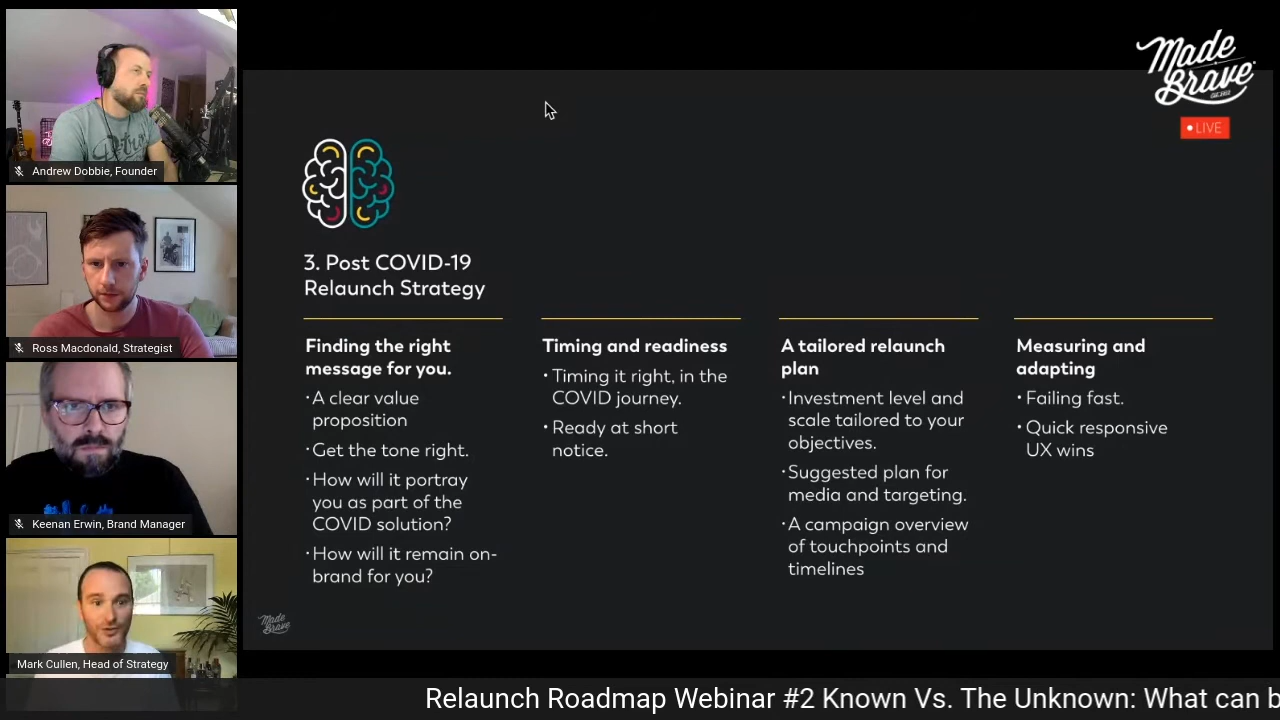 Made
Brave
LIVE
Andrew Dobbie, Founder
Ross Macdonald, Strategist
Keenan Erwin, Brand Manager
Mark Cullen, Head of Strategy
3. Post COVID-19
Relaunch Strategy
Finding the right
message for you.
·A clear value
proposition
·Get the tone right.
·How will it portray
you as part of the
COVID solution?
·How will it remain on-
brand for you?
Timing and readiness
·Timing it right, in the
COVID journey.
·Ready at short
notice.
A tailored relaunch
plan
·Investment level and
scale tailored to your
objectives.
·Suggested plan for
media and targeting.
·A campaign overview
of touchpoints and
timelines
Measuring and
adapting
·Failing fast.
·Quick responsive
UX wins
Made
Brave
Relaunch Roadmap Webinar #2 Known Vs. The Unknown: What can b